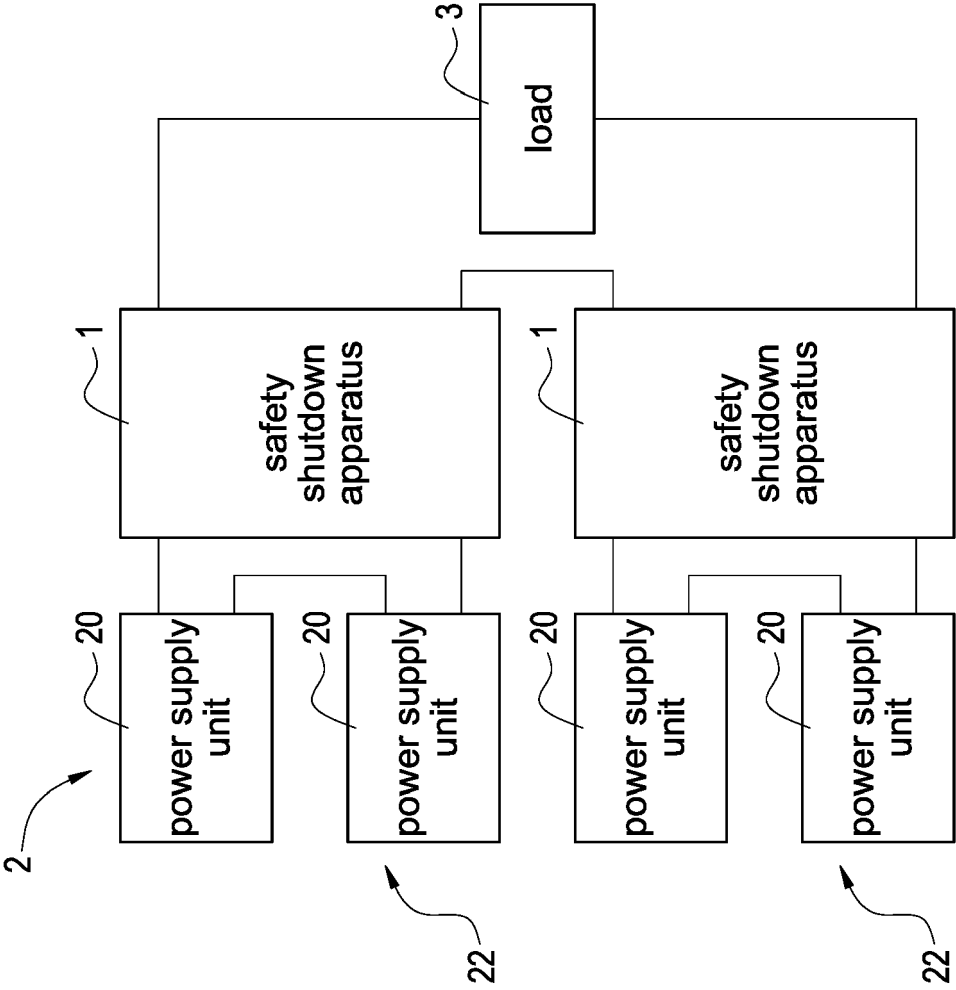 2
20
power supply
unit
20
power supply
unit
22
20
power supply
unit
20
power supply
unit
22
1
safety
shutdown
apparatus
1
safety
shutdown
apparatus
3
load